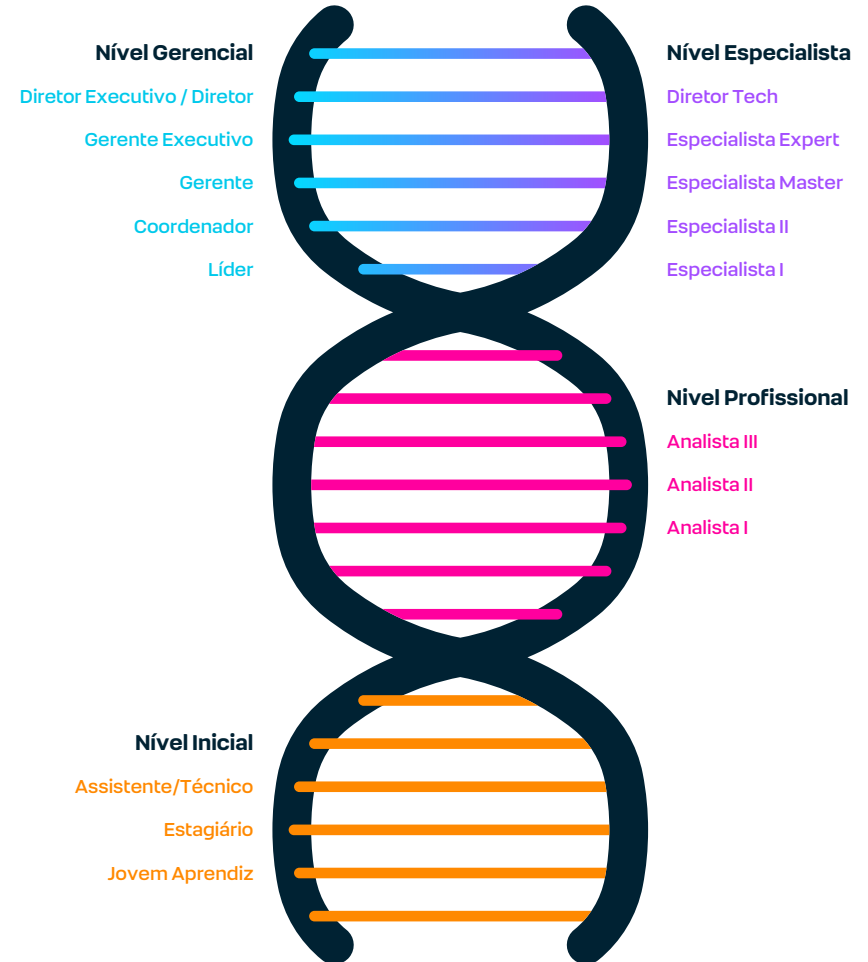 Nível Gerencial
Diretor Executivo / Diretor
Gerente Executivo
Gerente
Coordenador
Líder
Nível Especialista
Diretor Tech
Especialista Expert
Especialista Master
Especialista II
Especialista I
Nivel Profissional
Analista III
Analista II
Analista I
Nível Inicial
Assistente/Técnico
Estagiário
Jovem Aprendiz